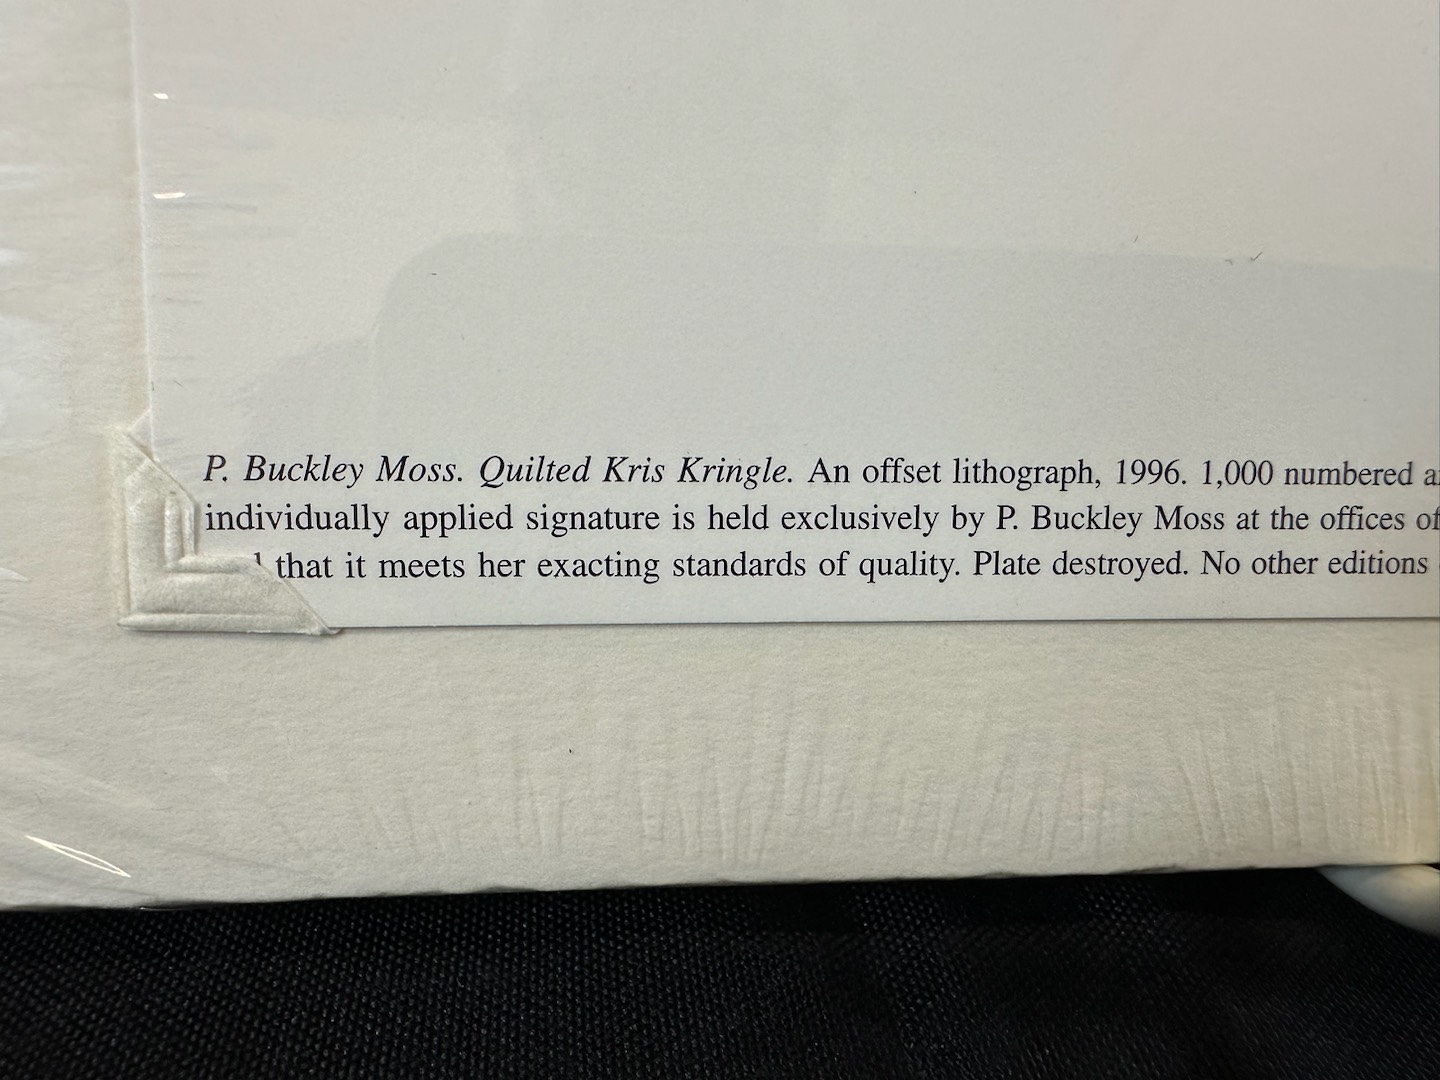 P. Buckley Moss. Quilted Kris Kringle. An offset lithograph, 1996. 1,000 numbered
individually applied signature is held exclusively by P. Buckley Moss at the offices of
that it meets her exacting standards of quality. Plate destroyed. No other editions